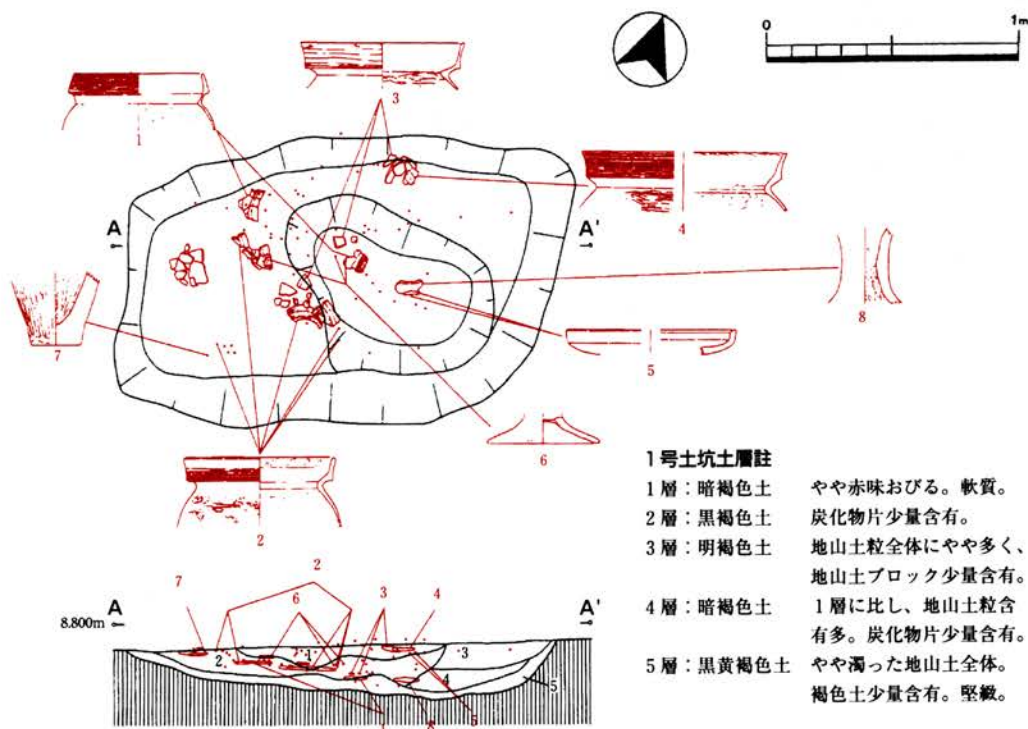 0 1m
3
1
A A'
4
8
7
5
6
2
1号土坑土層註
1層：暗褐色土 やや赤味おびる。軟質。
2層：黒褐色土 炭化物片少量含有。
3層：明褐色土 地山土粒全体にやや多く、
地山土ブロック少量含有。
4層：暗褐色土 1層に比し、地山土粒含
有多。炭化物片少量含有。
5層：黒黄褐色土 やや濁った地山土全体。
褐色土少量含有。堅緻。
2
7 6 3 4
A A'
8.800m
2 1 3
4 5
8 5